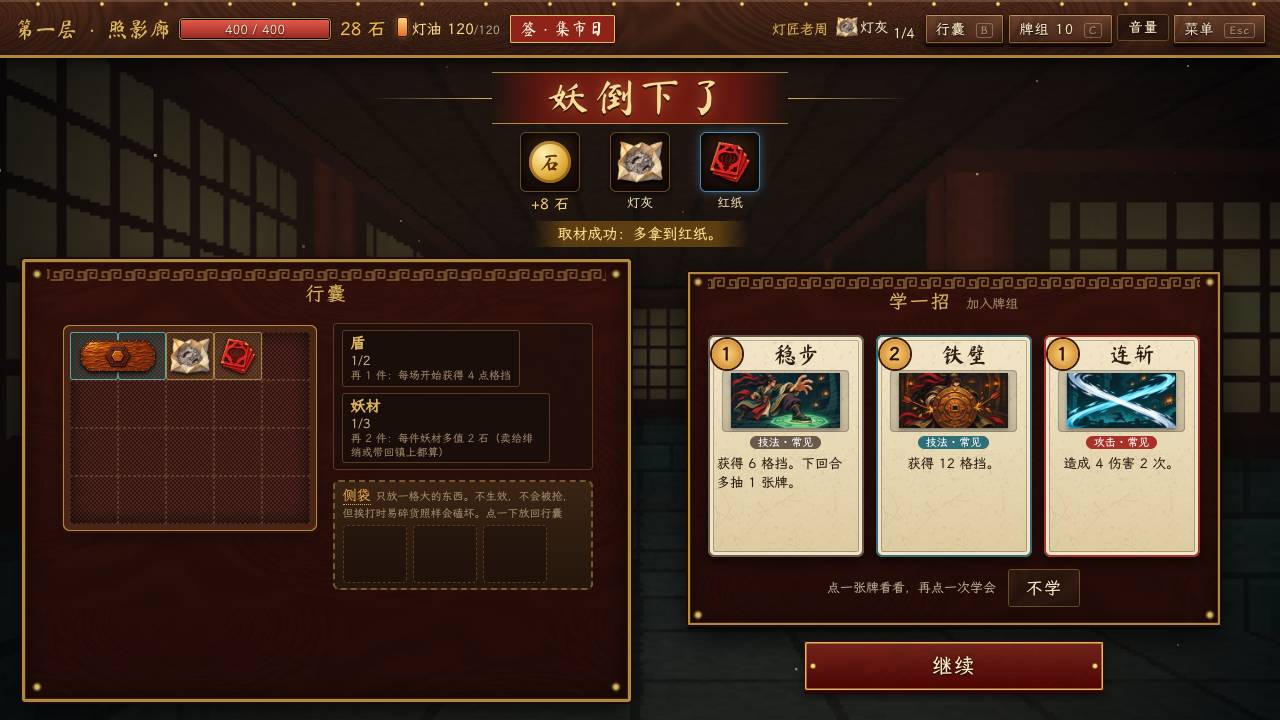 第一层 · 照影廊
400 / 400
28 石
灯油 120/120
签 · 集市日
灯匠老周
灯灰 1/4
行囊 B
牌组 10 C
音量
菜单 Esc
妖倒下了
石
+8 石
灯灰
红纸
取材成功：多拿到红纸。
行囊
盾
1/2
再 1 件：每场开始获得 4 点格挡
妖材
1/3
再 2 件：每件妖材多值 2 石（卖给绯
绡或带回镇上都算）
侧袋 只放一格大的东西。不生效，不会被抢，
但挨打时易碎货照样会磕坏。点一下放回行囊
学一招 加入牌组
1 稳步
技法·常见
获得 6 格挡。下回合
多抽 1 张牌。
2 铁壁
技法·常见
获得 12 格挡。
1 连斩
攻击·常见
造成 4 伤害 2 次。
点一张牌看看，再点一次学会
不学
继续